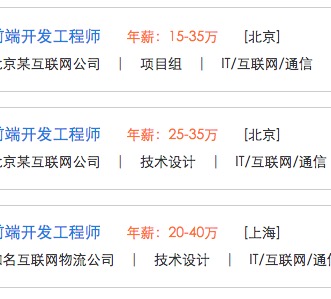 前端开发工程师 年薪：15-35万 [北京]
北京某互联网公司 | 项目组 | IT/互联网/通信
前端开发工程师 年薪：25-35万 [北京]
北京某互联网公司 | 技术设计 | IT/互联网/通信
前端开发工程师 年薪：20-40万 [上海]
知名互联网物流公司 | 技术设计 | IT/互联网/通